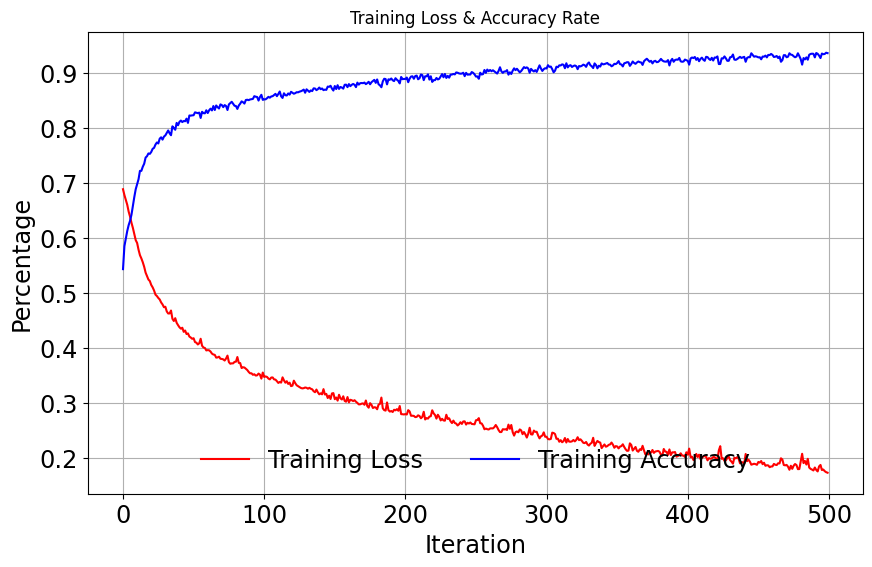 Training Loss & Accuracy Rate
Percentage
0.9
0.8
0.7
0.6
0.5
0.4
0.3
0.2
Training Loss Training Accuracy
0 100 200 300 400 500
Iteration